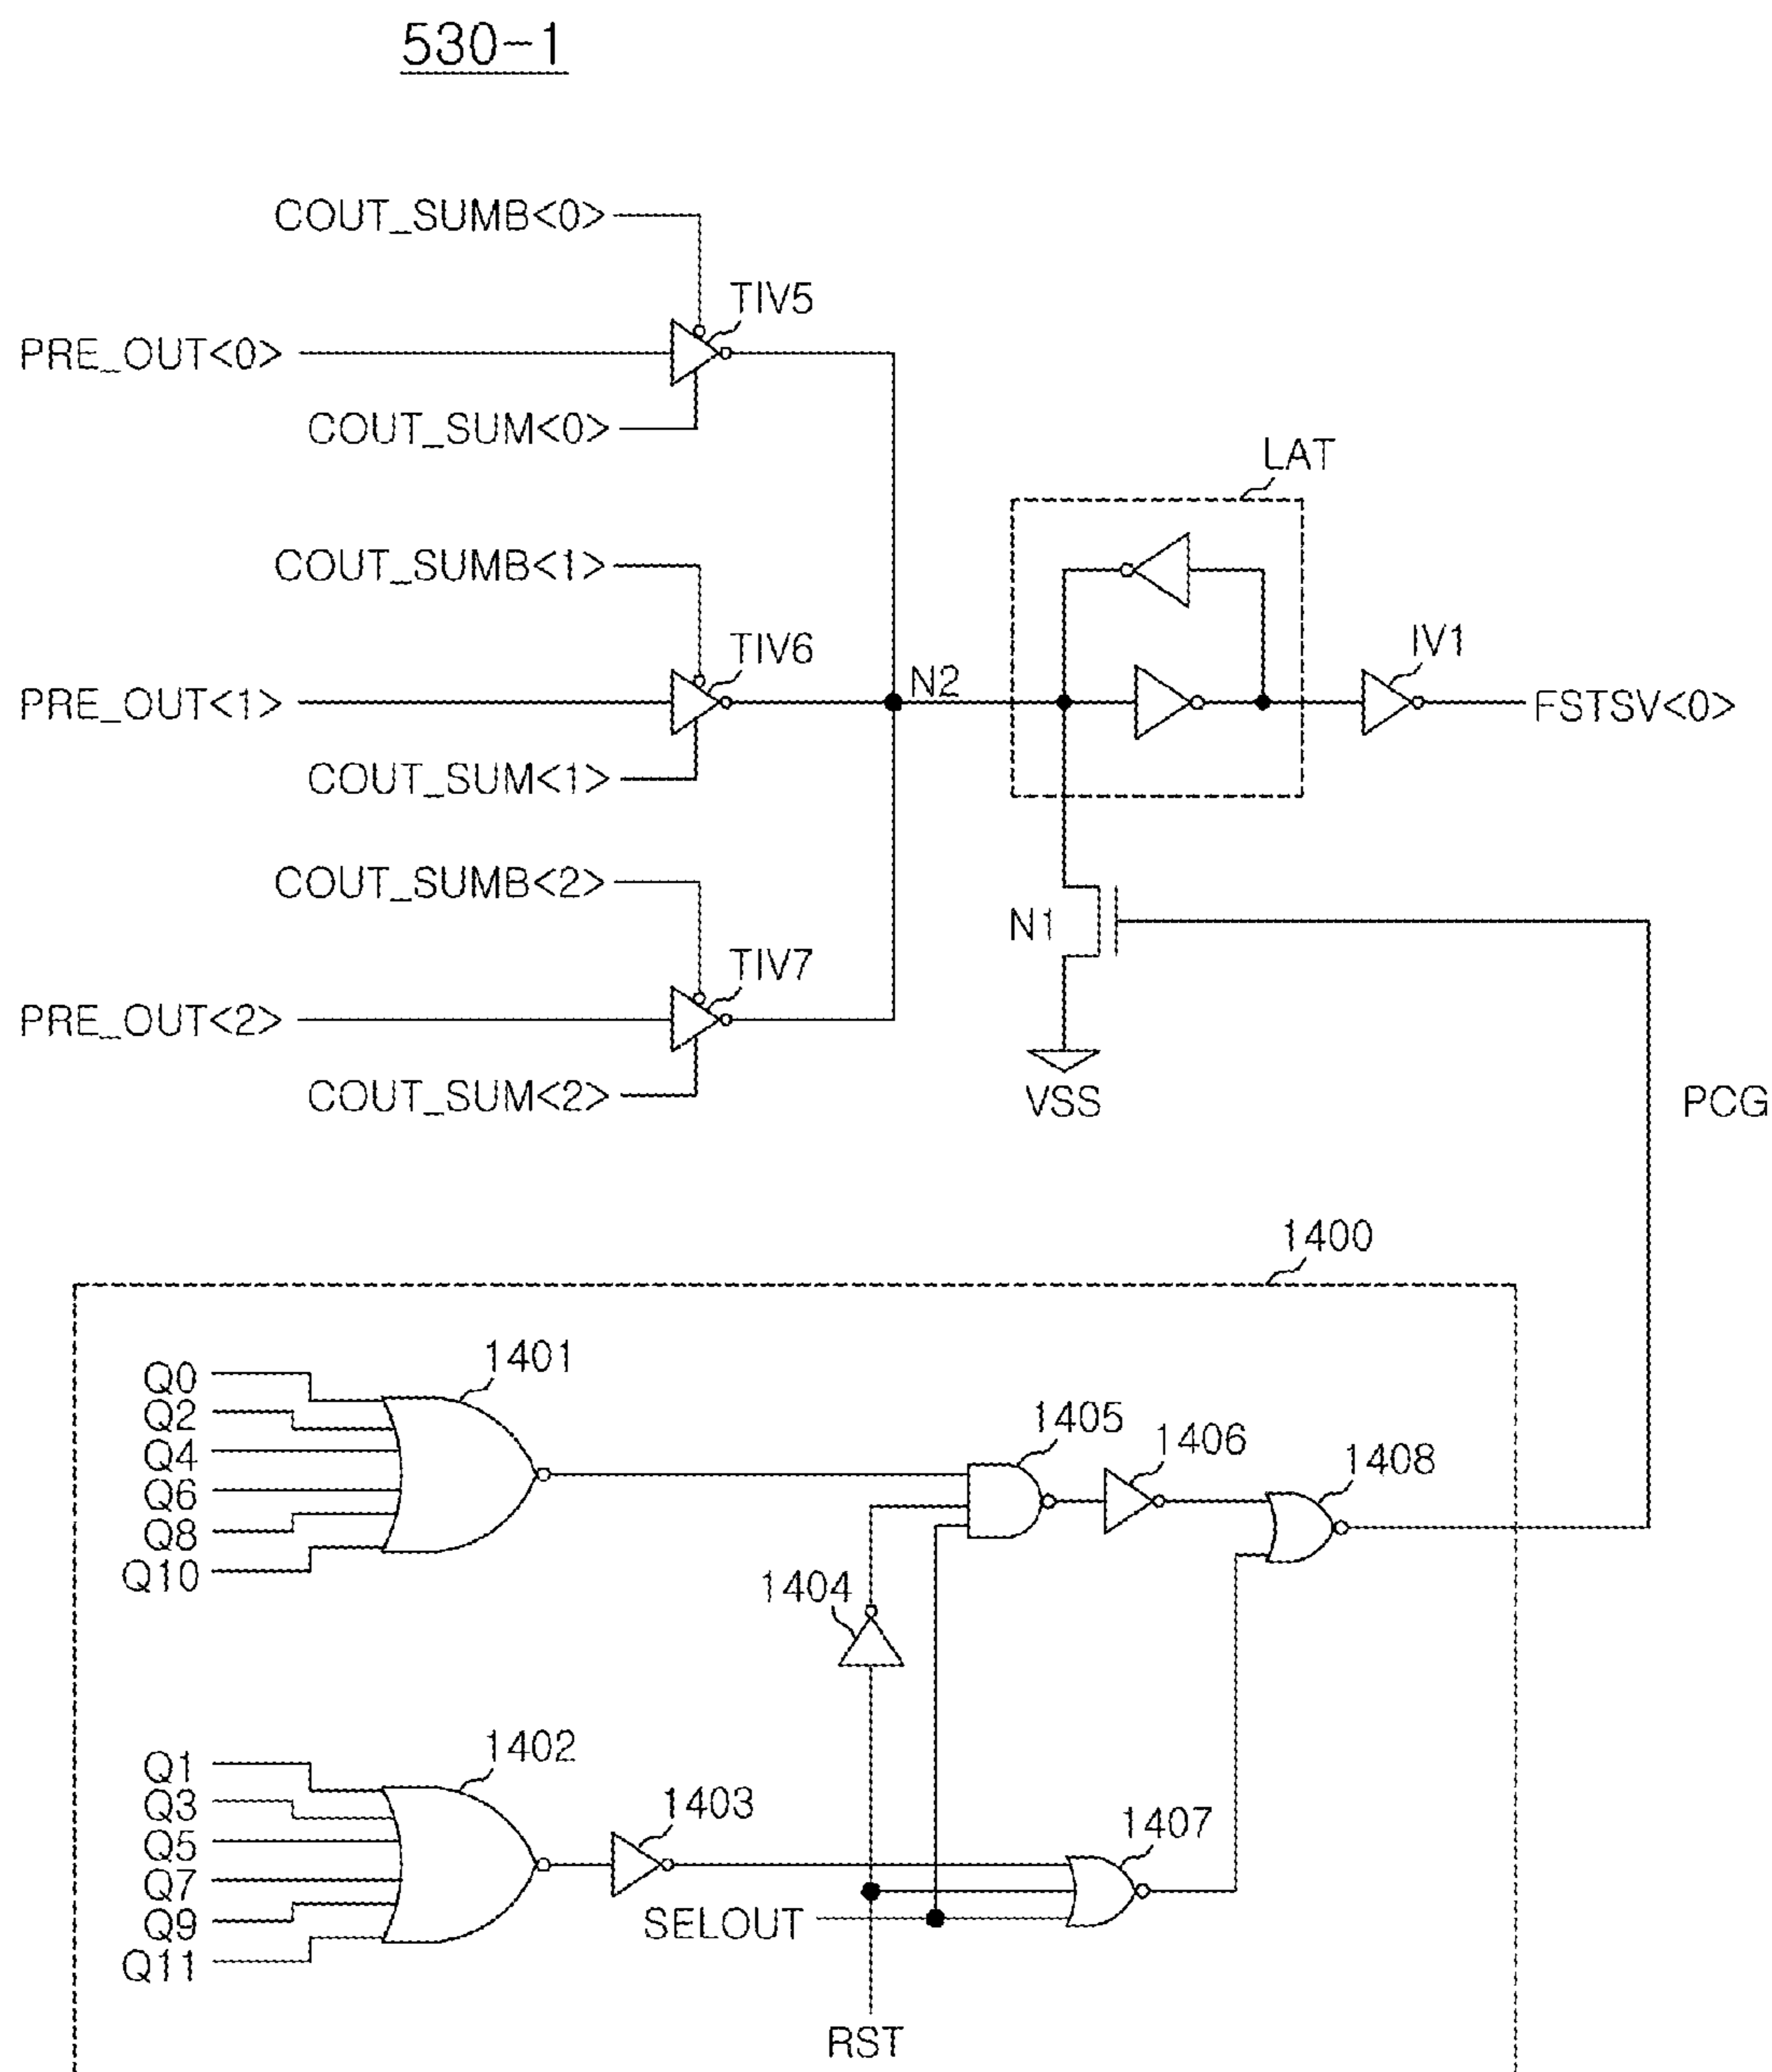 530-1
COUT_SUMB<0>
TIV5
PRE_OUT<0>
COUT_SUM<0>
LAT
COUT_SUMB<1>
TIV6
IV1
PRE_OUT<1>
N2
FSTSV<0>
COUT_SUM<1>
COUT_SUMB<2>
N1
TIV7
PRE_OUT<2>
COUT_SUM<2>
VSS
PCG
1400
1401
Q0
Q2
Q4
Q6
Q8
Q10
1405
1406
1408
1404
1402
Q1
Q3
Q5
Q7
Q9
Q11
1403
1407
SELOUT
RST